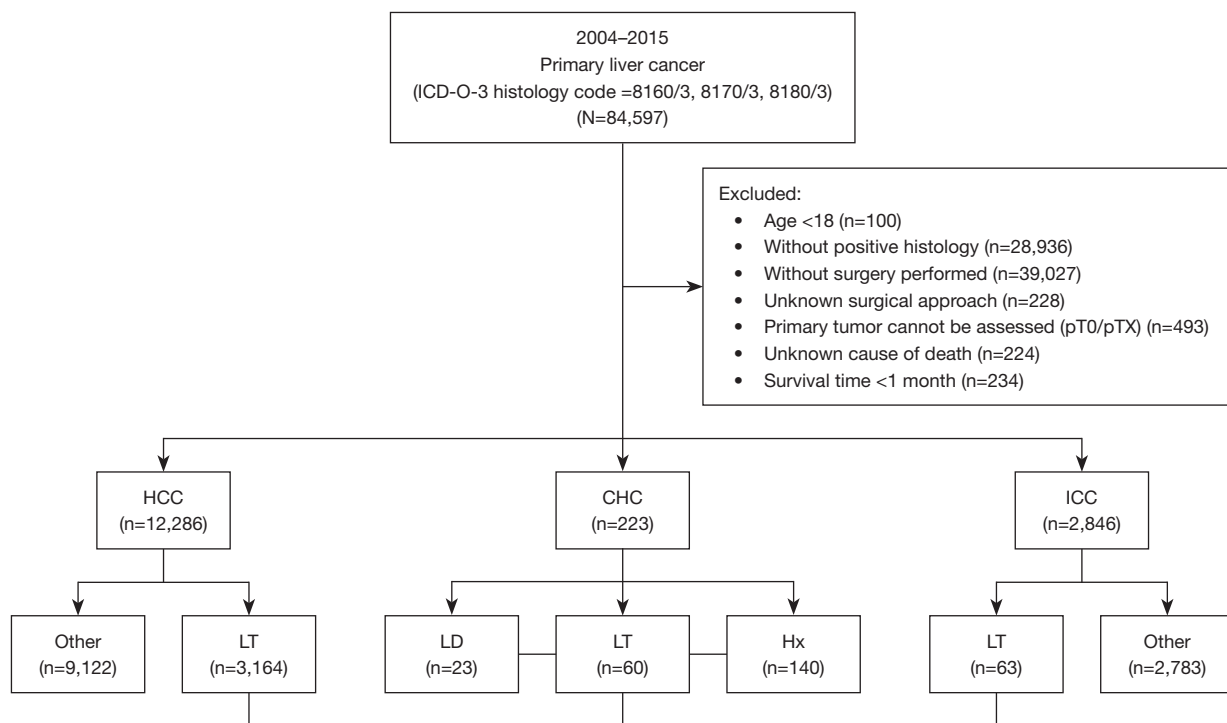 2004–2015
Primary liver cancer
(ICD-O-3 histology code =8160/3, 8170/3, 8180/3)
(N=84,597)
Excluded:
• Age <18 (n=100)
• Without positive histology (n=28,936)
• Without surgery performed (n=39,027)
• Unknown surgical approach (n=228)
• Primary tumor cannot be assessed (pT0/pTX) (n=493)
• Unknown cause of death (n=224)
• Survival time <1 month (n=234)
HCC
(n=12,286)
CHC
(n=223)
ICC
(n=2,846)
Other
(n=9,122)
LT
(n=3,164)
LD
(n=23)
LT
(n=60)
Hx
(n=140)
LT
(n=63)
Other
(n=2,783)